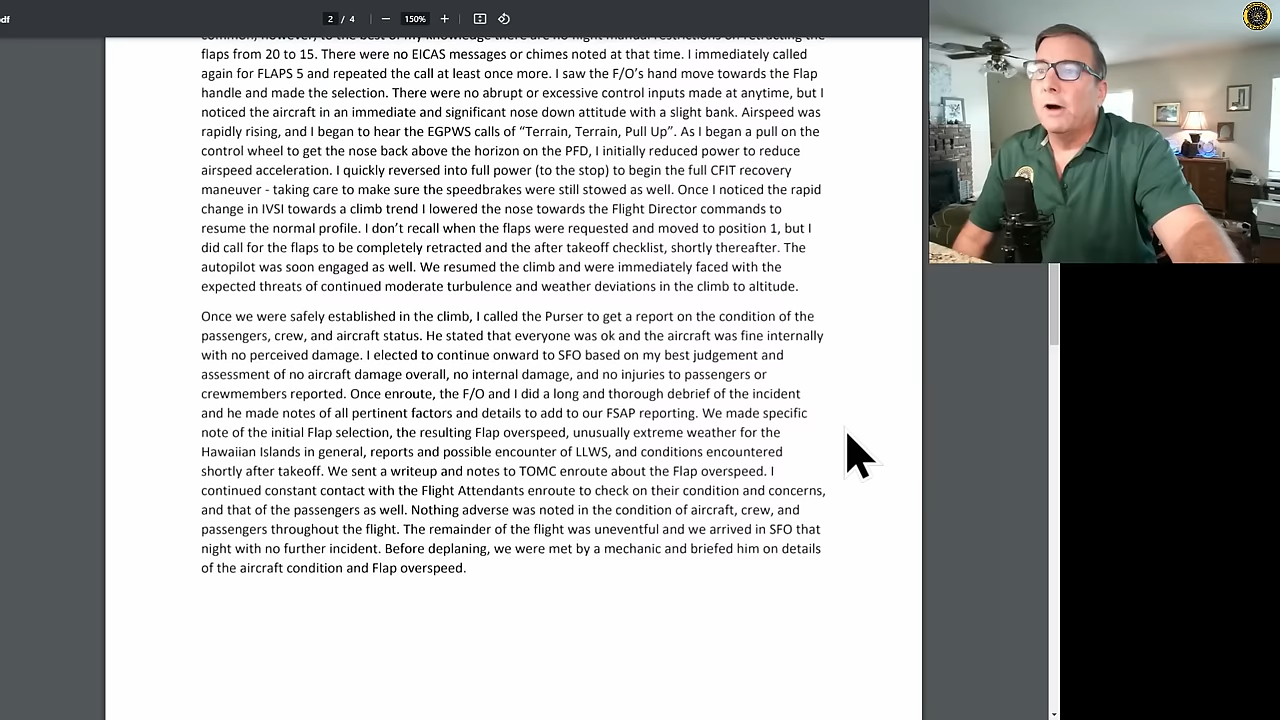 df
2 / 4
150%
common, however, to the best of my knowledge there are no flight manual restrictions on retracting the
flaps from 20 to 15. There were no EICAS messages or chimes noted at that time. I immediately called
again for FLAPS 5 and repeated the call at least once more. I saw the F/O’s hand move towards the Flap
handle and made the selection. There were no abrupt or excessive control inputs made at anytime, but I
noticed the aircraft in an immediate and significant nose down attitude with a slight bank. Airspeed was
rapidly rising, and I began to hear the EGPWS calls of “Terrain, Terrain, Pull Up”. As I began a pull on the
control wheel to get the nose back above the horizon on the PFD, I initially reduced power to reduce
airspeed acceleration. I quickly reversed into full power (to the stop) to begin the full CFIT recovery
maneuver - taking care to make sure the speedbrakes were still stowed as well. Once I noticed the rapid
change in IVSI towards a climb trend I lowered the nose towards the Flight Director commands to
resume the normal profile. I don’t recall when the flaps were requested and moved to position 1, but I
did call for the flaps to be completely retracted and the after takeoff checklist, shortly thereafter. The
autopilot was soon engaged as well. We resumed the climb and were immediately faced with the
expected threats of continued moderate turbulence and weather deviations in the climb to altitude.
Once we were safely established in the climb, I called the Purser to get a report on the condition of the
passengers, crew, and aircraft status. He stated that everyone was ok and the aircraft was fine internally
with no perceived damage. I elected to continue onward to SFO based on my best judgement and
assessment of no aircraft damage overall, no internal damage, and no injuries to passengers or
crewmembers reported. Once enroute, the F/O and I did a long and thorough debrief of the incident
and he made notes of all pertinent factors and details to add to our FSAP reporting. We made specific
note of the initial Flap selection, the resulting Flap overspeed, unusually extreme weather for the
Hawaiian Islands in general, reports and possible encounter of LLWS, and conditions encountered
shortly after takeoff. We sent a writeup and notes to TOMC enroute about the Flap overspeed. I
continued constant contact with the Flight Attendants enroute to check on their condition and concerns,
and that of the passengers as well. Nothing adverse was noted in the condition of aircraft, crew, and
passengers throughout the flight. The remainder of the flight was uneventful and we arrived in SFO that
night with no further incident. Before deplaning, we were met by a mechanic and briefed him on details
of the aircraft condition and Flap overspeed.